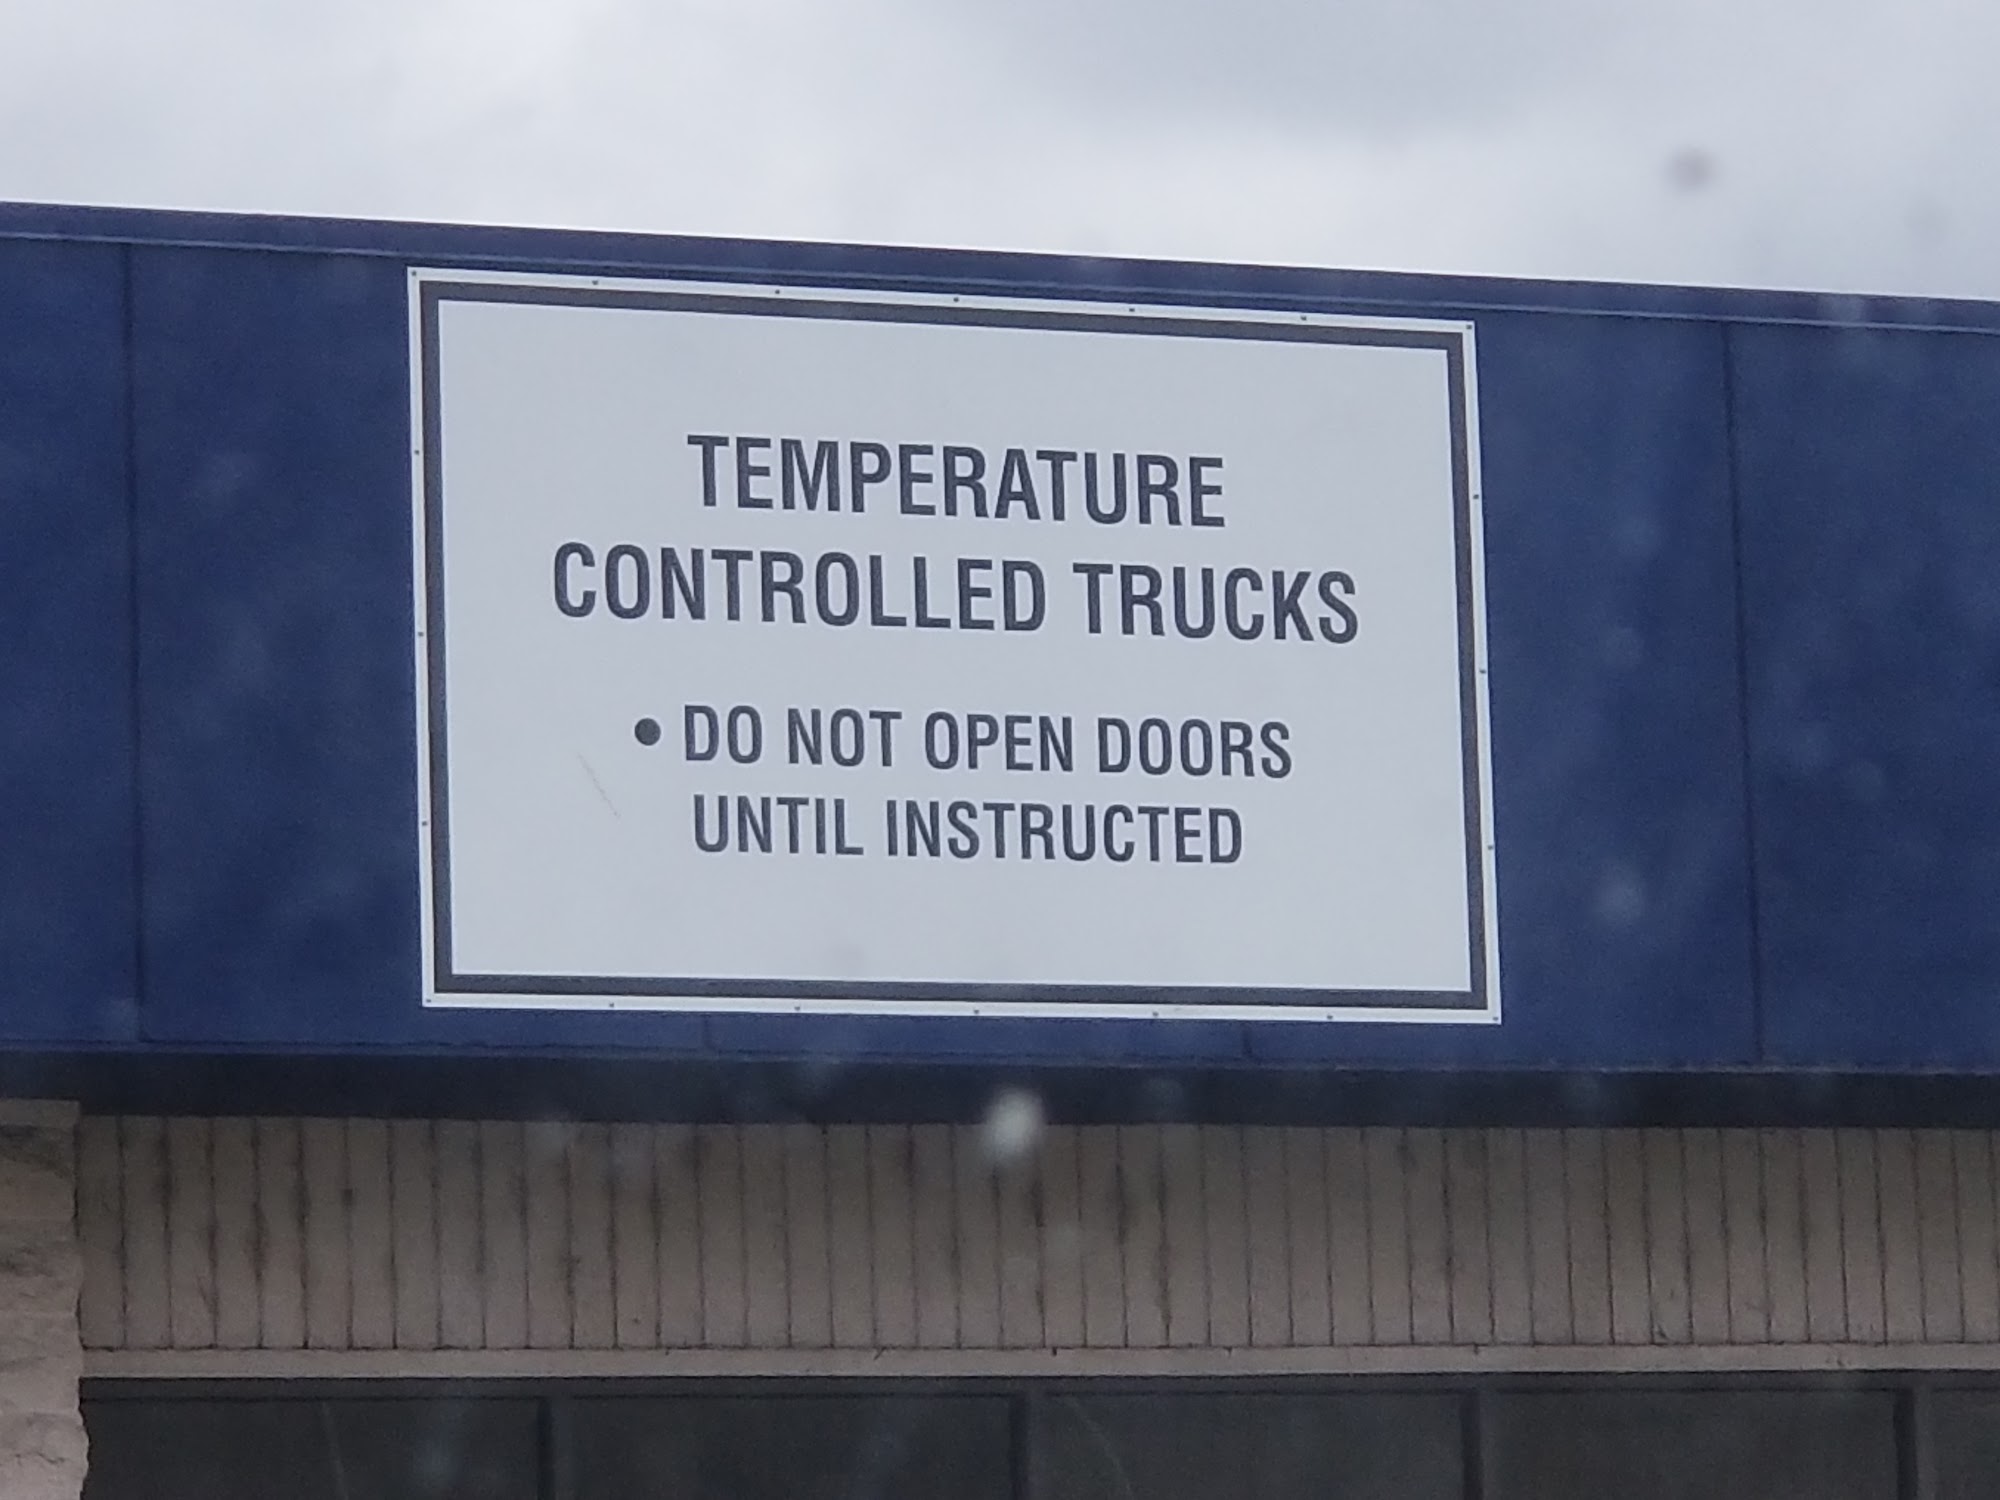 TEMPERATURE
CONTROLLED TRUCKS
• DO NOT OPEN DOORS
UNTIL INSTRUCTED